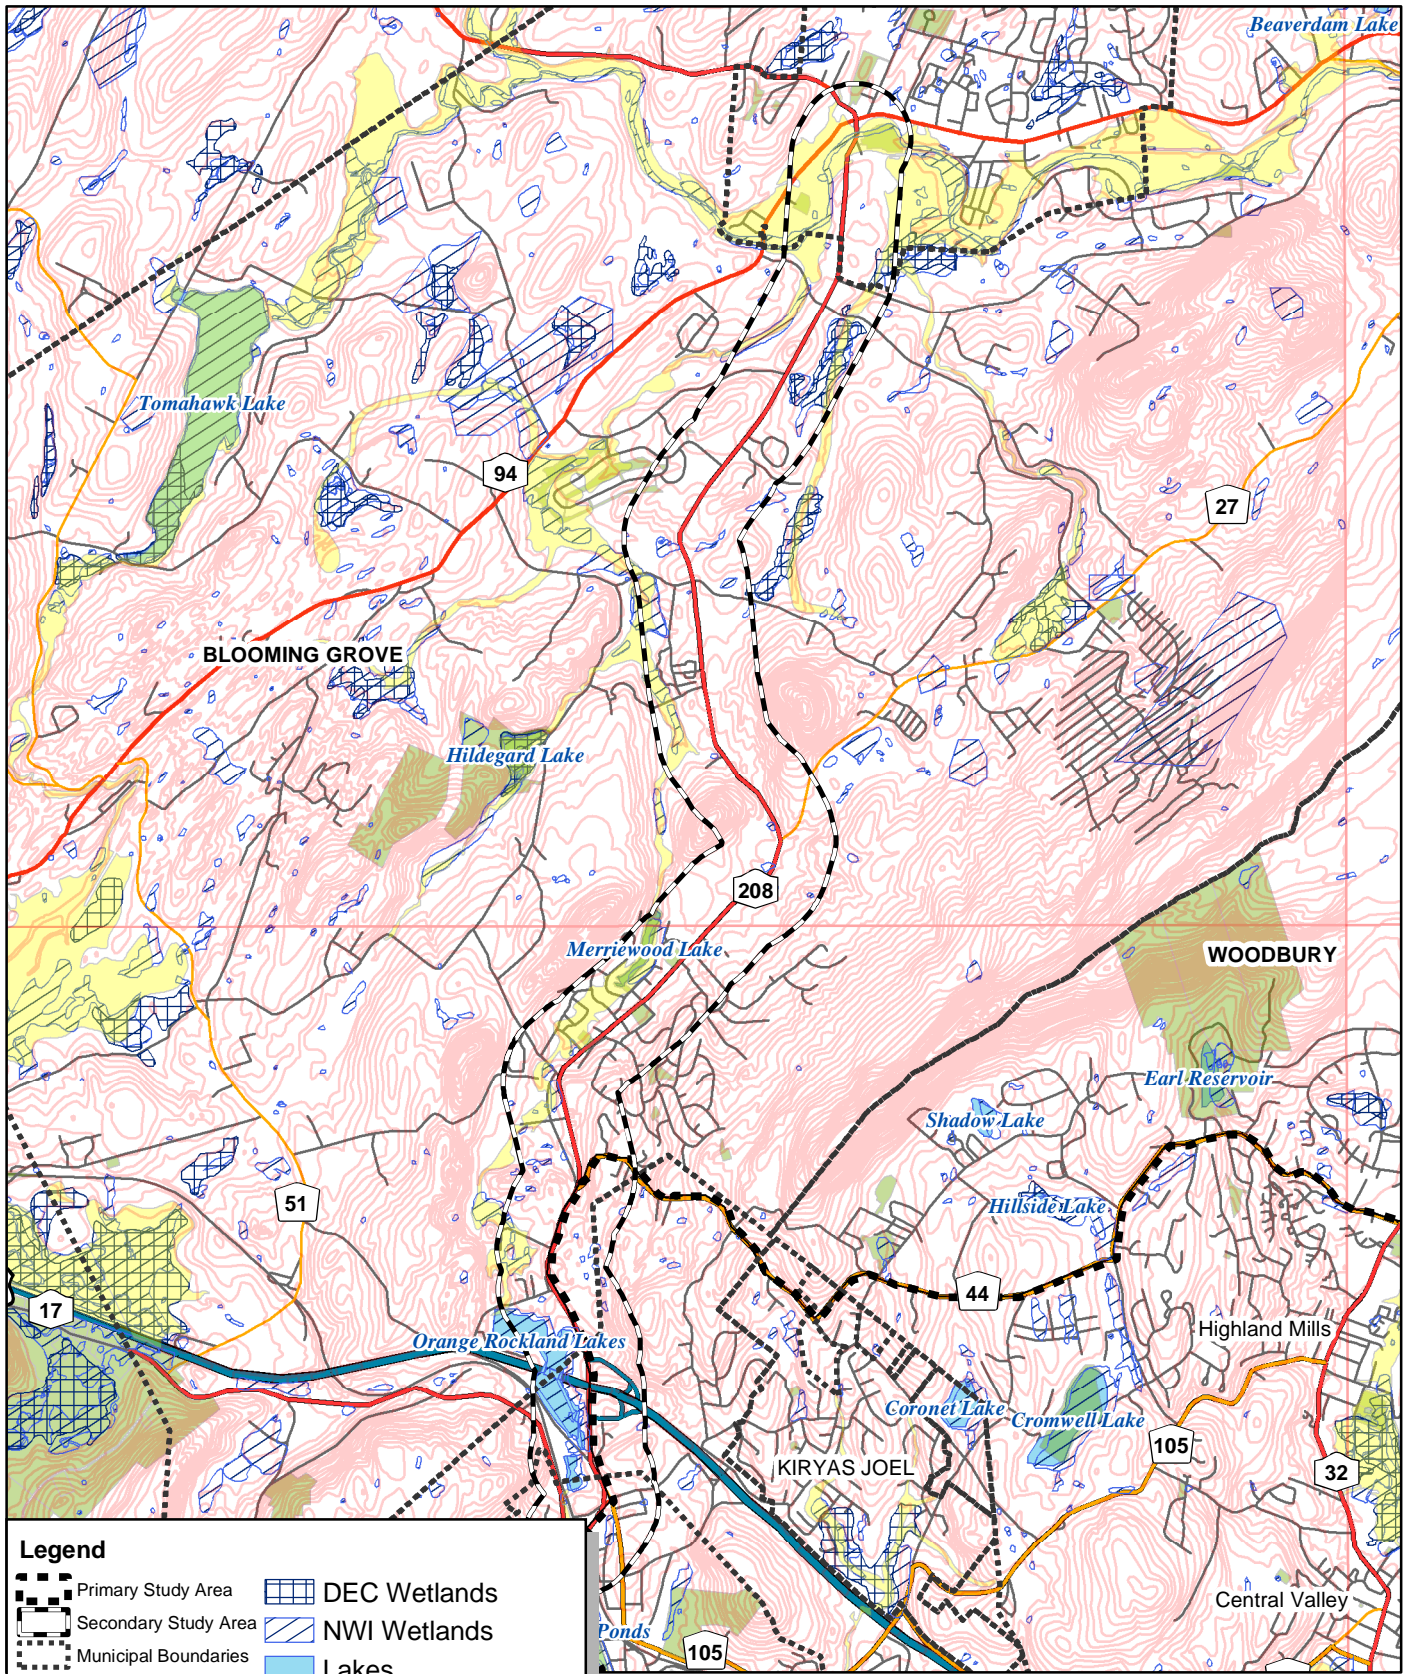 Beaverdam Lake
Tomahawk Lake
94
27
BLOOMING GROVE
Hildegard Lake
208
Merriewood Lake
WOODBURY
Earl Reservoir
Shadow Lake
51
Hillside Lake
44
17
Highland Mills
Orange Rockland Lakes
Coronet Lake
Cromwell Lake
105
KIRYAS JOEL
32
Legend
Primary Study Area
Secondary Study Area
Municipal Boundaries
DEC Wetlands
NWI Wetlands
Lakes
Central Valley
Ponds
105